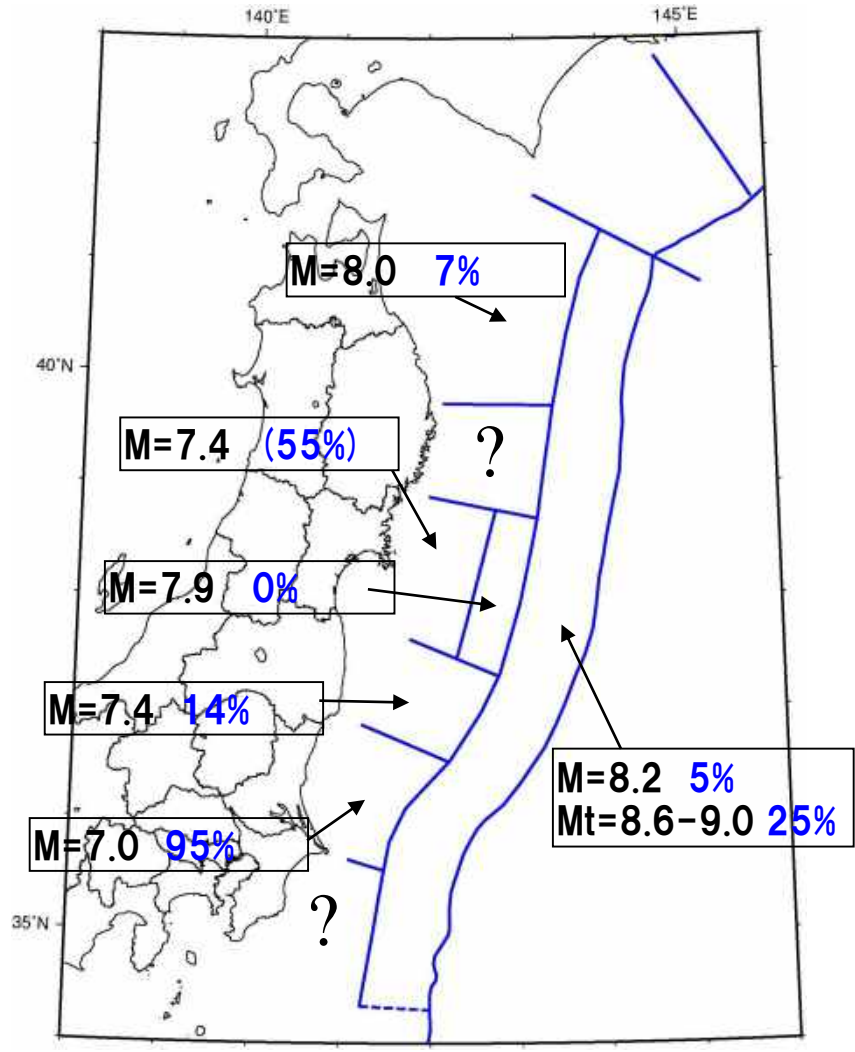 140°E
145°E
M=8.0 7%
40°N
M=7.4 (55%)
?
M=7.9 0%
M=7.4 14%
M=8.2 5%
Mt=8.6-9.0 25%
M=7.0 95%
?
35°N